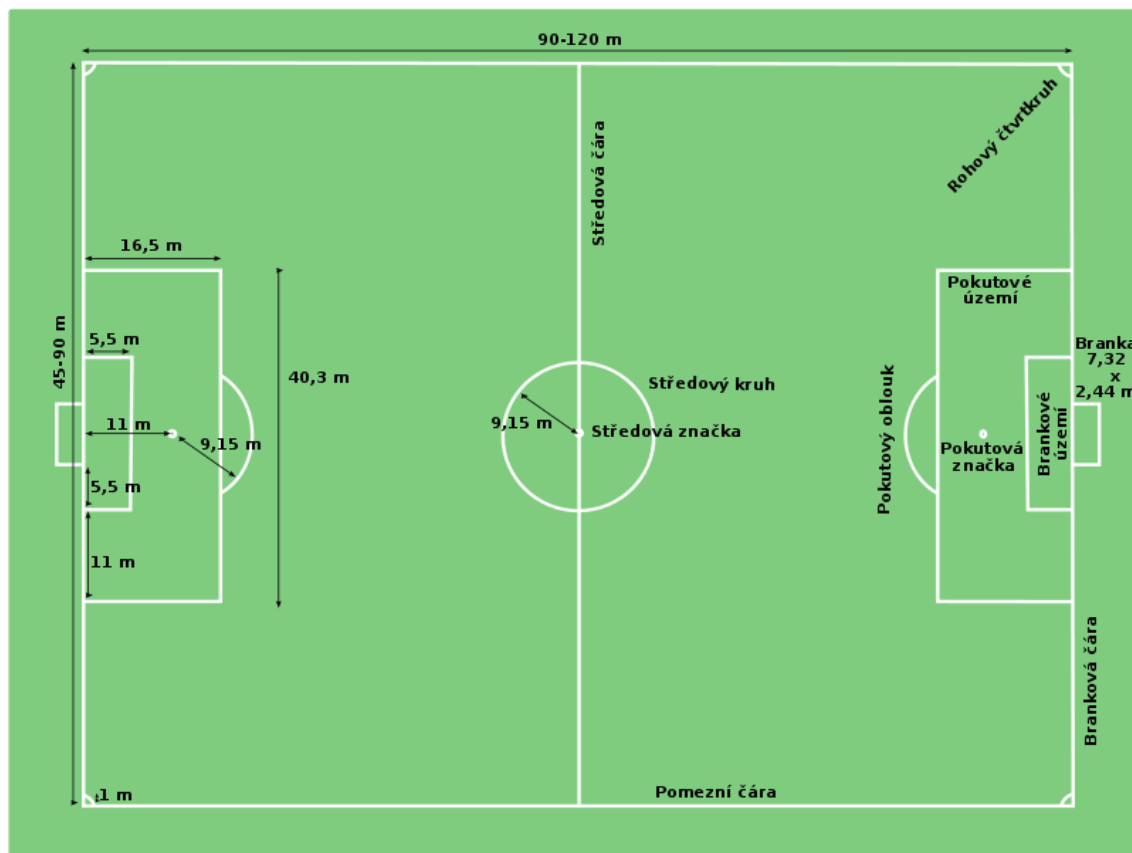 90-120 m
Středová čára
Rohový čtvrtkruh
16,5 m
45-90 m
5,5 m
40,3 m
11 m
9,15 m
5,5 m
11 m
9,15 m
Středový kruh
Středová značka
Pokutové
území
Branka
7,32
x
2,44 m
Pokutový oblouk
Pokutová
značka
Brankové
území
Branková čára
Pomezní čára
1 m